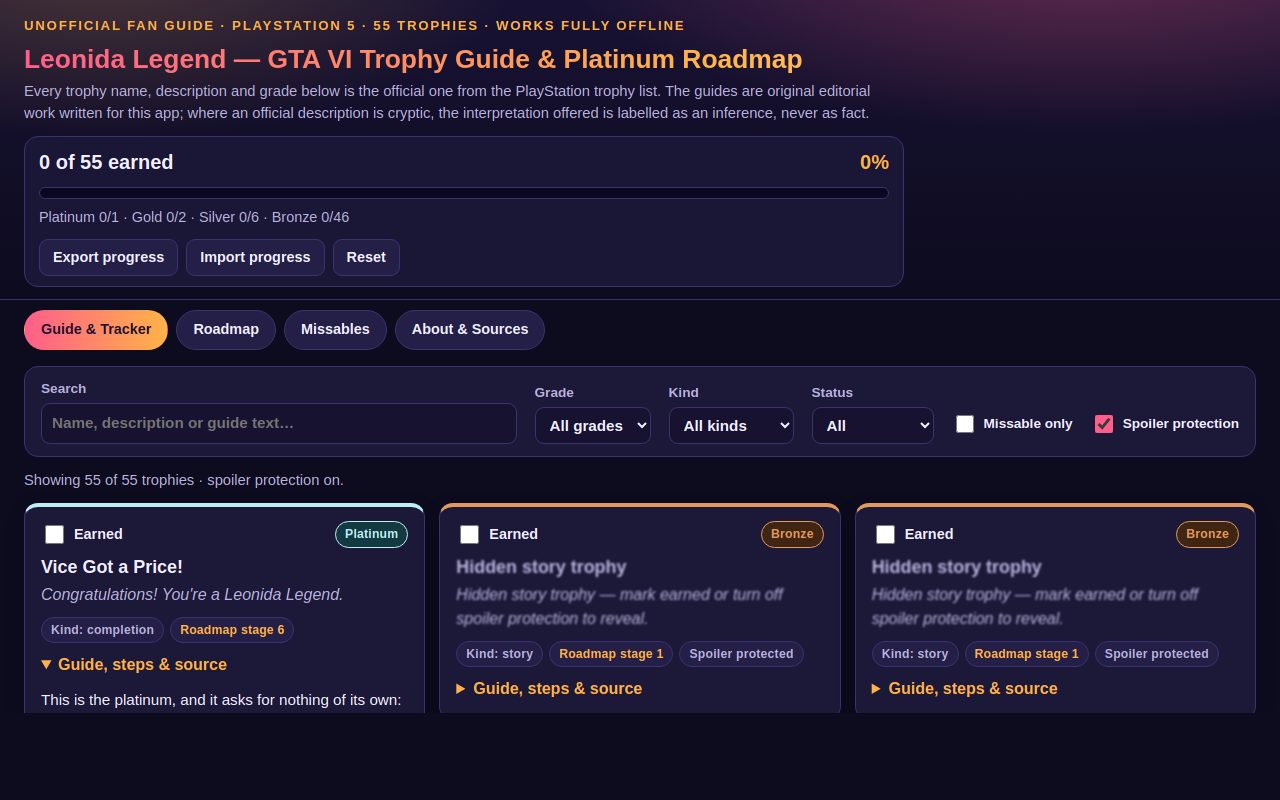 UNOFFICIAL FAN GUIDE · PLAYSTATION 5 · 55 TROPHIES · WORKS FULLY OFFLINE
Leonida Legend — GTA VI Trophy Guide & Platinum Roadmap
Every trophy name, description and grade below is the official one from the PlayStation trophy list. The guides are original editorial
work written for this app; where an official description is cryptic, the interpretation offered is labelled as an inference, never as fact.
0 of 55 earned 0%
Platinum 0/1 · Gold 0/2 · Silver 0/6 · Bronze 0/46
Export progress Import progress Reset
Guide & Tracker Roadmap Missables About & Sources
Search Grade Kind Status
Name, description or guide text… All grades All kinds All Missable only Spoiler protection
Showing 55 of 55 trophies · spoiler protection on.
Earned Platinum
Vice Got a Price!
Congratulations! You're a Leonida Legend.
Kind: completion Roadmap stage 6
▼ Guide, steps & source
This is the platinum, and it asks for nothing of its own:
Earned Bronze
Hidden story trophy
Hidden story trophy — mark earned or turn off
spoiler protection to reveal.
Kind: story Roadmap stage 1 Spoiler protected
▶ Guide, steps & source
Earned Bronze
Hidden story trophy
Hidden story trophy — mark earned or turn off
spoiler protection to reveal.
Kind: story Roadmap stage 1 Spoiler protected
▶ Guide, steps & source